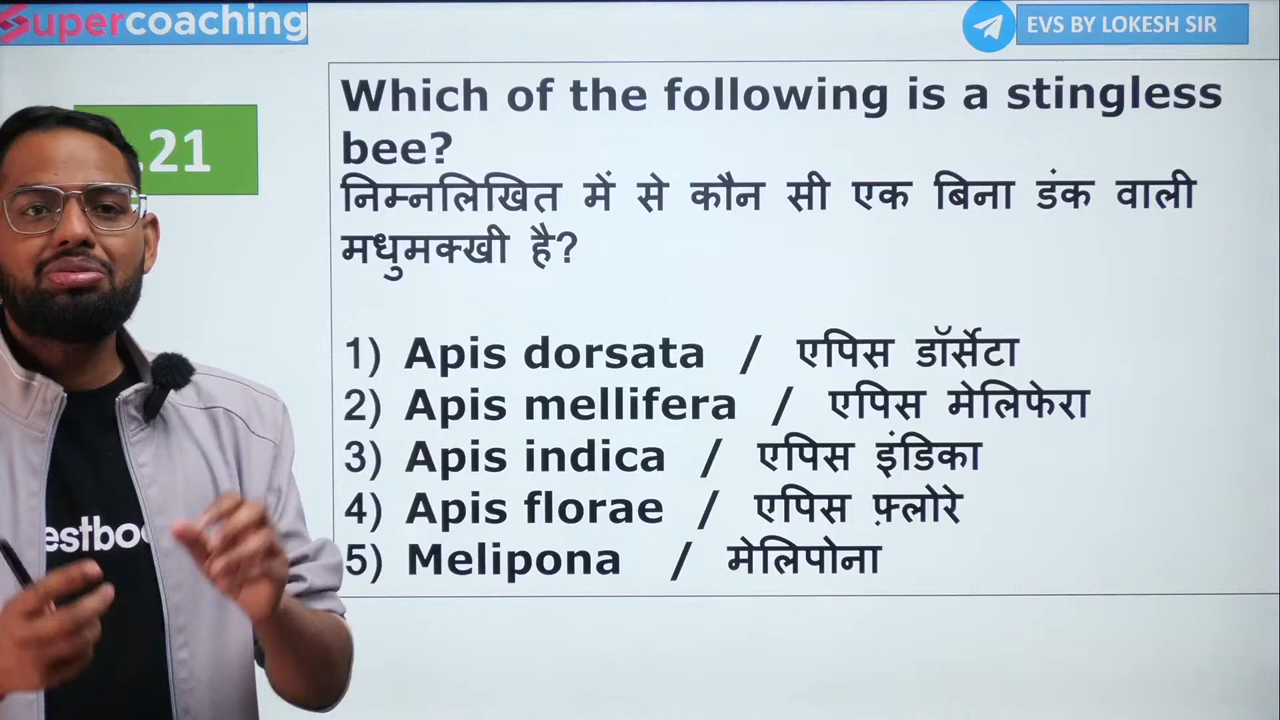 Supercoaching
EVS BY LOKESH SIR
.21
Which of the following is a stingless
bee?
निम्नलिखित में से कौन सी एक बिना डंक वाली
मधुमक्खी है?
1) Apis dorsata / एपिस डॉर्सेटा
2) Apis mellifera / एपिस मेलिफेरा
3) Apis indica / एपिस इंडिका
4) Apis florae / एपिस फ़्लोरे
5) Melipona / मेलिपोना
estboo